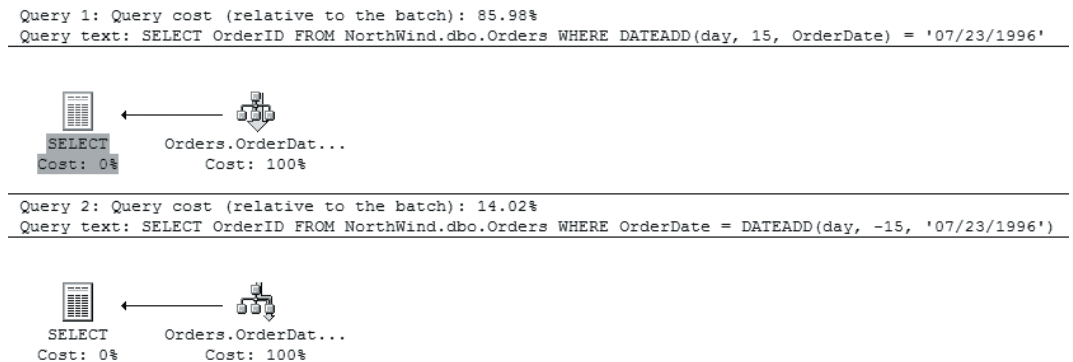 Query 1: Query cost (relative to the batch): 85.98%
Query text: SELECT OrderID FROM NorthWind.dbo.Orders WHERE DATEADD(day, 15, OrderDate) = '07/23/1996'
SELECT Orders.OrderDat...
Cost: 0% Cost: 100%
Query 2: Query cost (relative to the batch): 14.02%
Query text: SELECT OrderID FROM NorthWind.dbo.Orders WHERE OrderDate = DATEADD(day, -15, '07/23/1996')
SELECT Orders.OrderDat...
Cost: 0% Cost: 100%